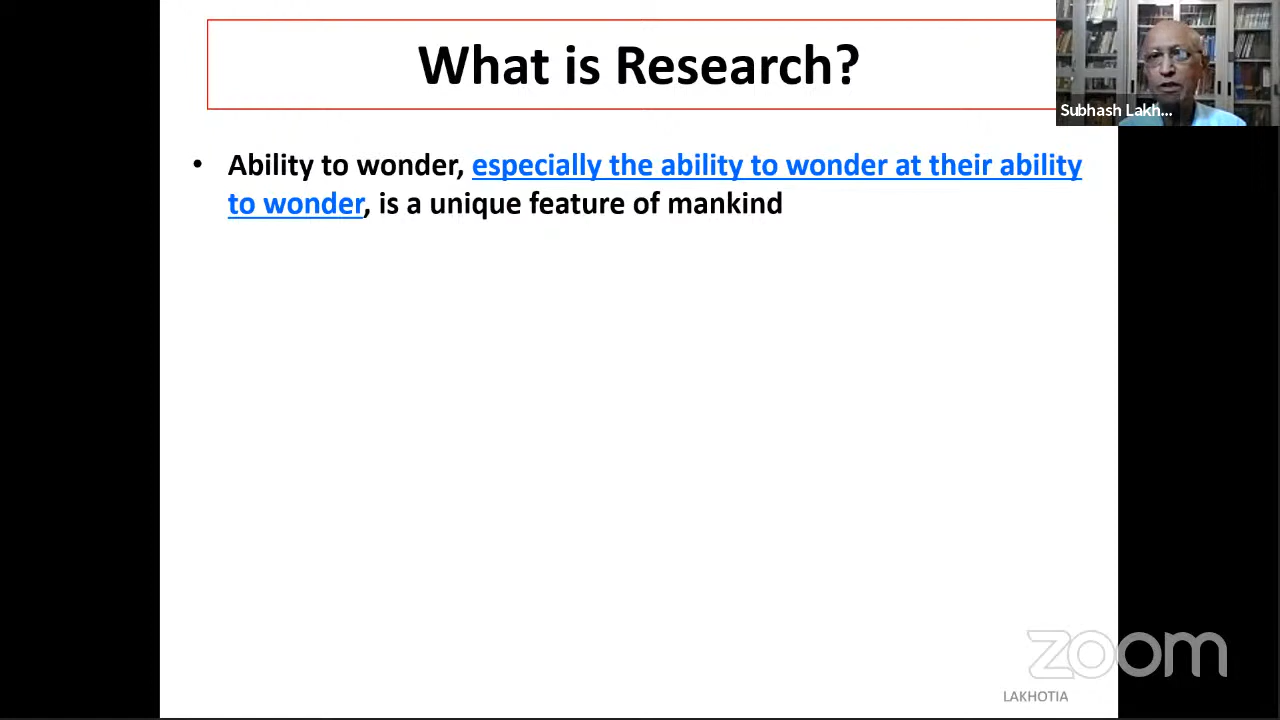 What is Research?
Subhash Lakh...
• Ability to wonder, especially the ability to wonder at their ability
to wonder, is a unique feature of mankind
zoom
LAKHOTIA